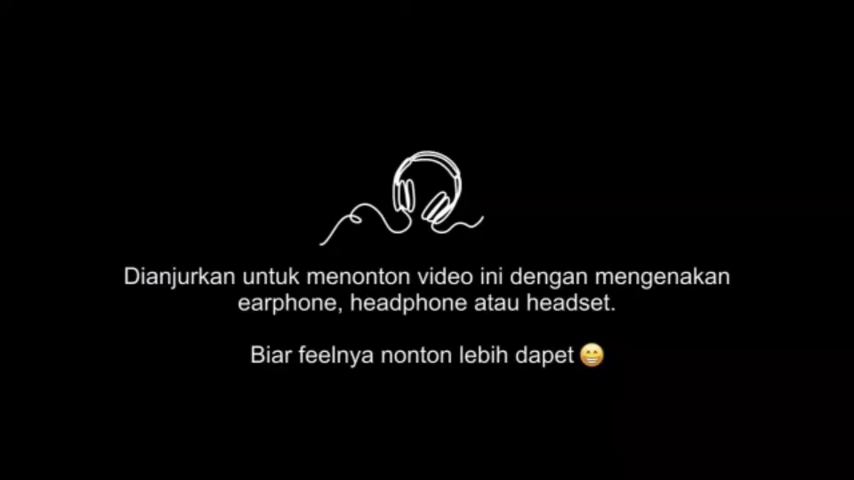 Dianjurkan untuk menonton video ini dengan mengenakan
earphone, headphone atau headset.
Biar feelnya nonton lebih dapet 😁